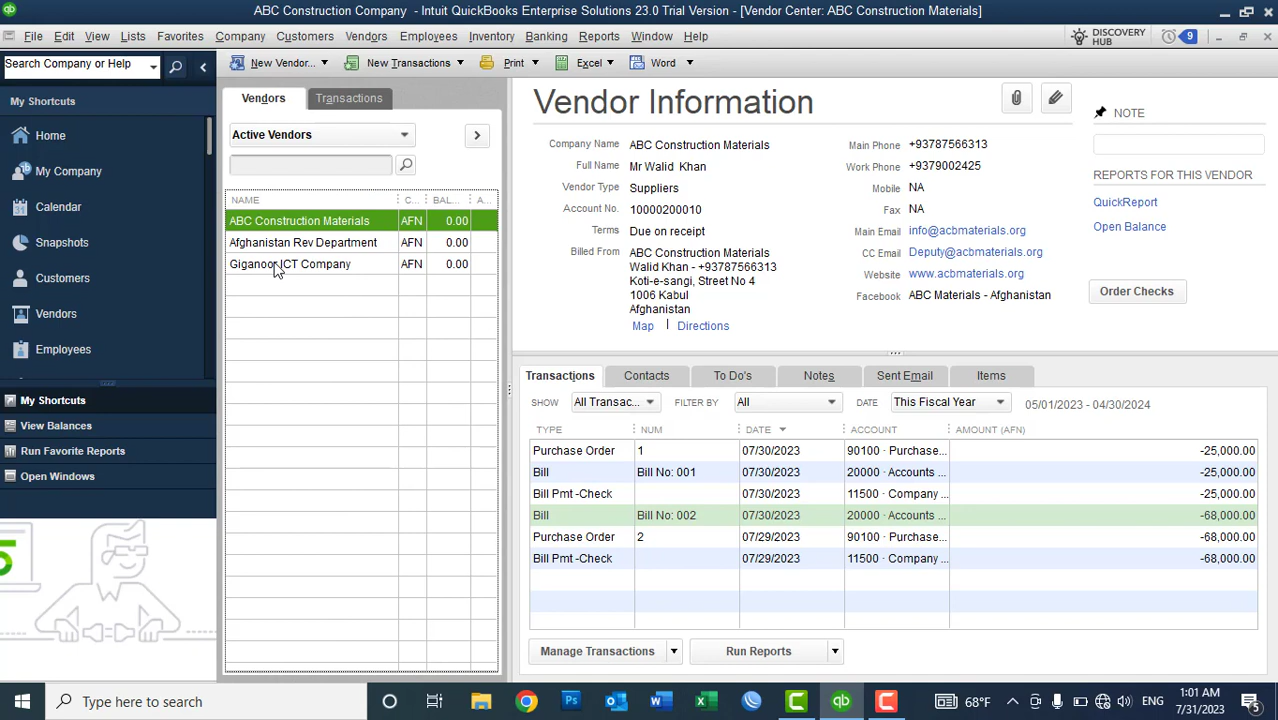 ABC Construction Company - Intuit QuickBooks Enterprise Solutions 23.0 Trial Version - [Vendor Center: ABC Construction Materials]
File Edit View Lists Favorites Company Customers Vendors Employees Inventory Banking Reports Window Help
DISCOVERY HUB 9
Search Company or Help
New Vendor... New Transactions Print Excel Word
My Shortcuts
Home
My Company
Calendar
Snapshots
Customers
Vendors
Employees
My Shortcuts
View Balances
Run Favorite Reports
Open Windows
Vendors Transactions
Active Vendors
NAME C... BAL... A...
ABC Construction Materials AFN 0.00
Afghanistan Rev Department AFN 0.00
Giganoor ICT Company AFN 0.00
Vendor Information
Company Name ABC Construction Materials
Full Name Mr Walid Khan
Vendor Type Suppliers
Account No. 10000200010
Terms Due on receipt
Billed From ABC Construction Materials
Walid Khan - +93787566313
Koti-e-sangi, Street No 4
1006 Kabul
Afghanistan
Map Directions
Main Phone +93787566313
Work Phone +9379002425
Mobile NA
Fax NA
Main Email info@acbmaterials.org
CC Email Deputy@acbmaterials.org
Website www.acbmaterials.org
Facebook ABC Materials - Afghanistan
NOTE
REPORTS FOR THIS VENDOR
QuickReport
Open Balance
Order Checks
Transactions Contacts To Do's Notes Sent Email Items
SHOW All Transac... FILTER BY All DATE This Fiscal Year 05/01/2023 - 04/30/2024
TYPE NUM DATE ACCOUNT AMOUNT (AFN)
Purchase Order 1 07/30/2023 90100 · Purchase... -25,000.00
Bill Bill No: 001 07/30/2023 20000 · Accounts ... -25,000.00
Bill Pmt -Check 07/30/2023 11500 · Company ... -25,000.00
Bill Bill No: 002 07/30/2023 20000 · Accounts ... -68,000.00
Purchase Order 2 07/29/2023 90100 · Purchase... -68,000.00
Bill Pmt -Check 07/29/2023 11500 · Company ... -68,000.00
Manage Transactions Run Reports
Type here to search
68°F ENG
1:01 AM
7/31/2023
5